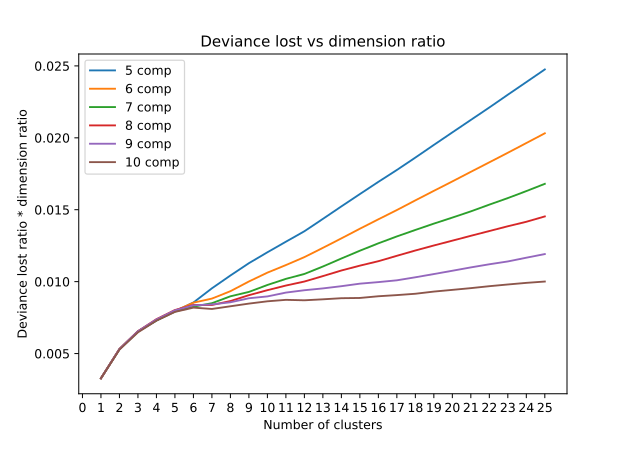 Deviance lost vs dimension ratio
Deviance lost ratio * dimension ratio
0.025
0.020
0.015
0.010
0.005
5 comp
6 comp
7 comp
8 comp
9 comp
10 comp
0 1 2 3 4 5 6 7 8 9 10 11 12 13 14 15 16 17 18 19 20 21 22 23 24 25
Number of clusters